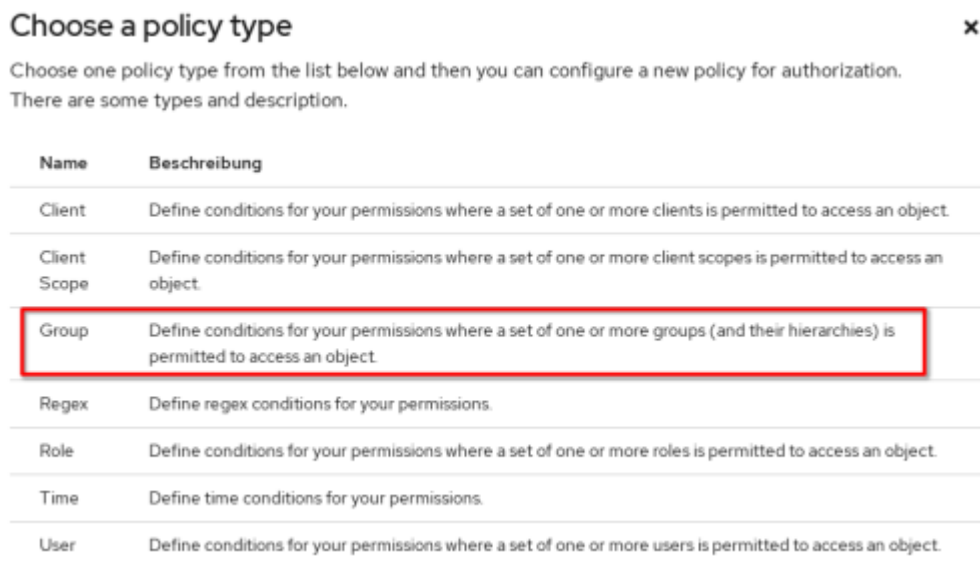 Choose a policy type
Choose one policy type from the list below and then you can configure a new policy for authorization.
There are some types and description.
Name Beschreibung
Client Define conditions for your permissions where a set of one or more clients is permitted to access an object.
Client Define conditions for your permissions where a set of one or more client scopes is permitted to access an
Scope object.
Group Define conditions for your permissions where a set of one or more groups (and their hierarchies) is
permitted to access an object.
Regex Define regex conditions for your permissions.
Role Define conditions for your permissions where a set of one or more roles is permitted to access an object.
Time Define time conditions for your permissions.
User Define conditions for your permissions where a set of one or more users is permitted to access an object.